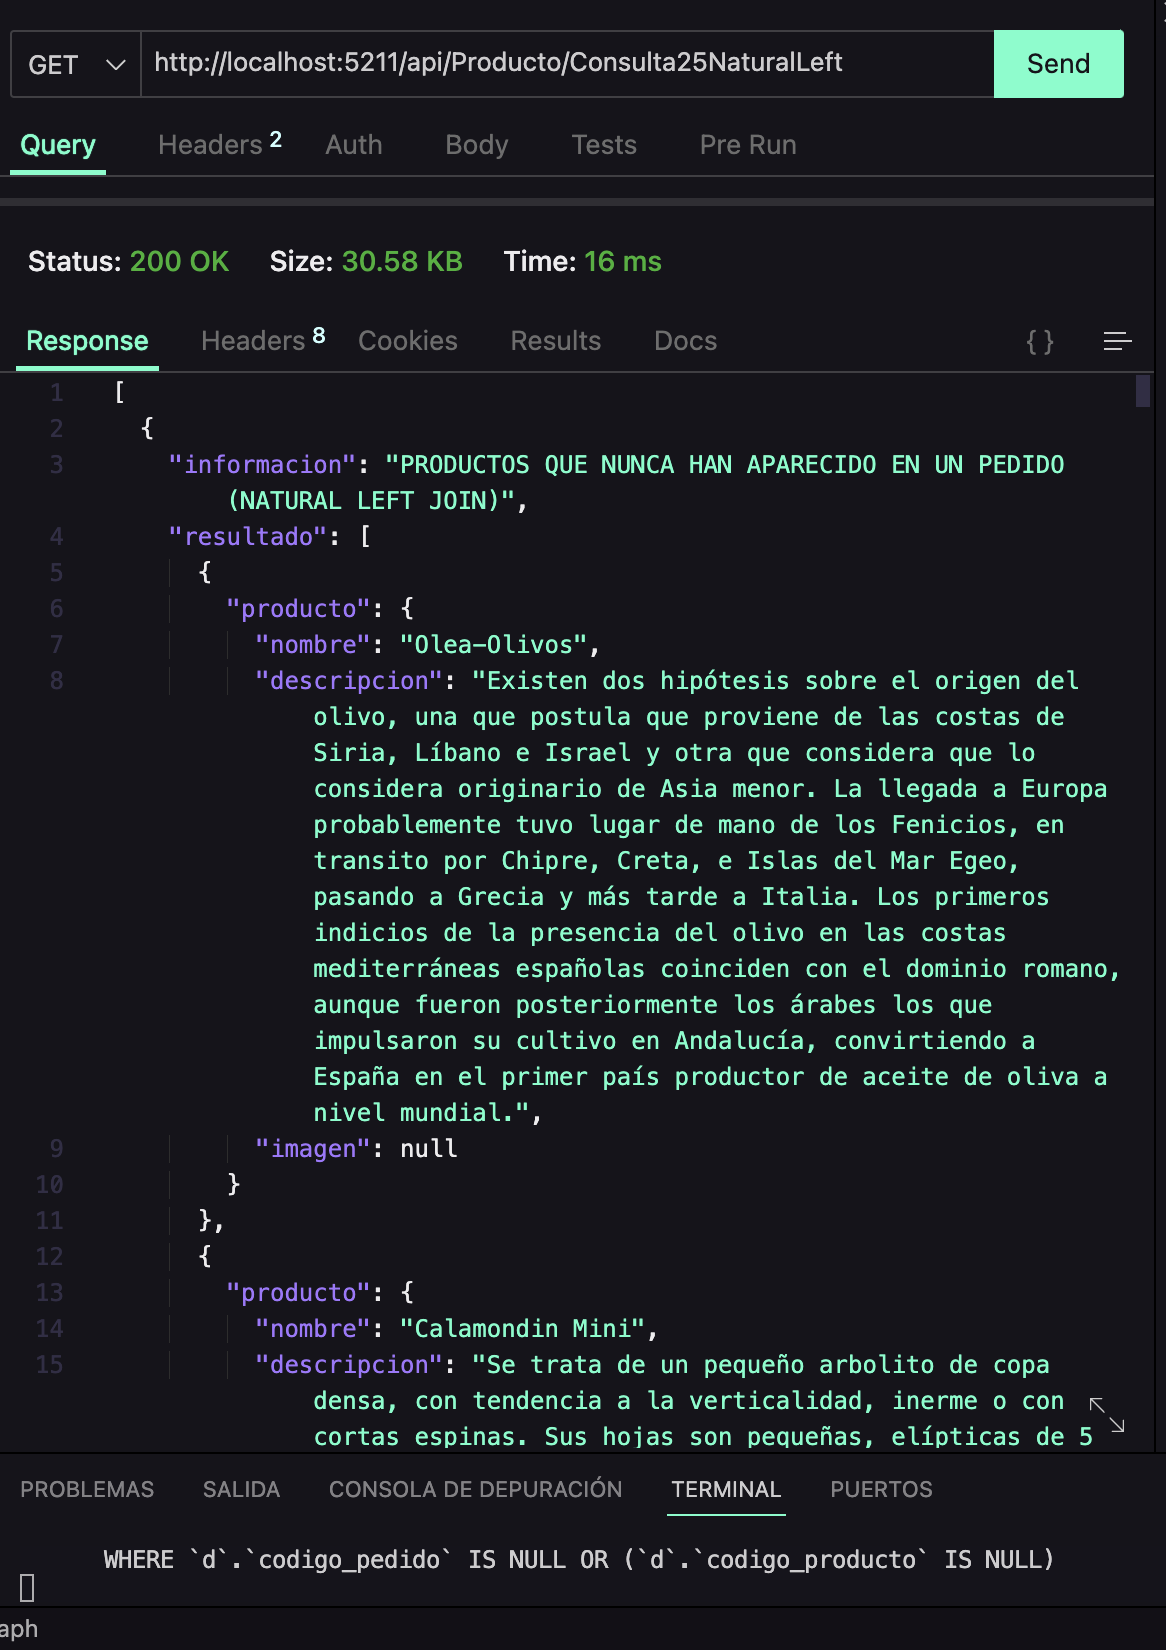 GET http://localhost:5211/api/Producto/Consulta25NaturalLeft Send
Query Headers 2 Auth Body Tests Pre Run
Status: 200 OK Size: 30.58 KB Time: 16 ms
Response Headers 8 Cookies Results Docs { }
1 [
2 {
3 "informacion": "PRODUCTOS QUE NUNCA HAN APARECIDO EN UN PEDIDO
(NATURAL LEFT JOIN)",
4 "resultado": [
5 {
6 "producto": {
7 "nombre": "Olea-Olivos",
8 "descripcion": "Existen dos hipótesis sobre el origen del
olivo, una que postula que proviene de las costas de
Siria, Líbano e Israel y otra que considera que lo
considera originario de Asia menor. La llegada a Europa
probablemente tuvo lugar de mano de los Fenicios, en
transito por Chipre, Creta, e Islas del Mar Egeo,
pasando a Grecia y más tarde a Italia. Los primeros
indicios de la presencia del olivo en las costas
mediterráneas españolas coinciden con el dominio romano,
aunque fueron posteriormente los árabes los que
impulsaron su cultivo en Andalucía, convirtiendo a
España en el primer país productor de aceite de oliva a
nivel mundial.",
9 "imagen": null
10 }
11 },
12 {
13 "producto": {
14 "nombre": "Calamondin Mini",
15 "descripcion": "Se trata de un pequeño arbolito de copa
densa, con tendencia a la verticalidad, inerme o con
cortas espinas. Sus hojas son pequeñas, elípticas de 5
PROBLEMAS SALIDA CONSOLA DE DEPURACIÓN TERMINAL PUERTOS
WHERE `d`.`codigo_pedido` IS NULL OR (`d`.`codigo_producto` IS NULL)
aph